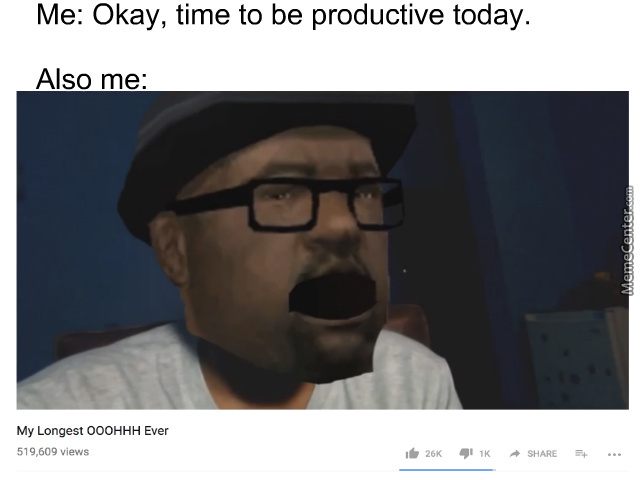 Me: Okay, time to be productive today.
Also me:
MemeCenter.com
My Longest OOOHHH Ever
519,609 views
26K
1K
SHARE